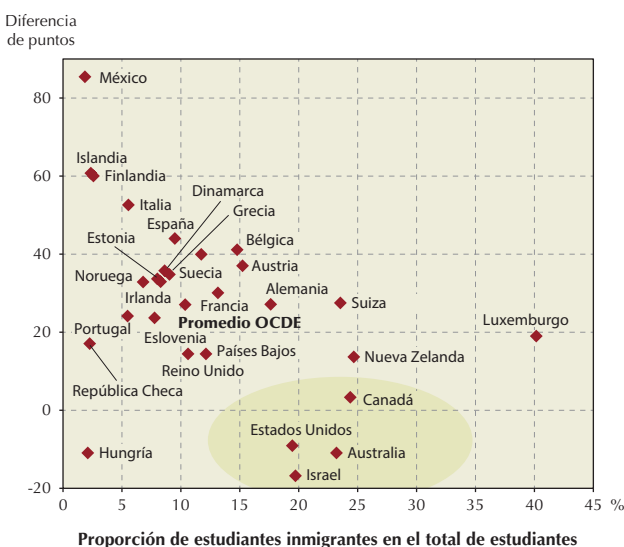 Diferencia
de puntos
80
60
40
20
0
-20
México
Islandia
Finlandia
Dinamarca
Italia
Grecia
España
Estonia
Bélgica
Noruega
Suecia
Austria
Irlanda
Francia
Alemania
Suiza
Promedio OCDE
Luxemburgo
Portugal
Eslovenia
Países Bajos
Nueva Zelanda
Reino Unido
República Checa
Canadá
Estados Unidos
Hungría
Australia
Israel
0 5 10 15 20 25 30 35 40 45 %
Proporción de estudiantes inmigrantes en el total de estudiantes